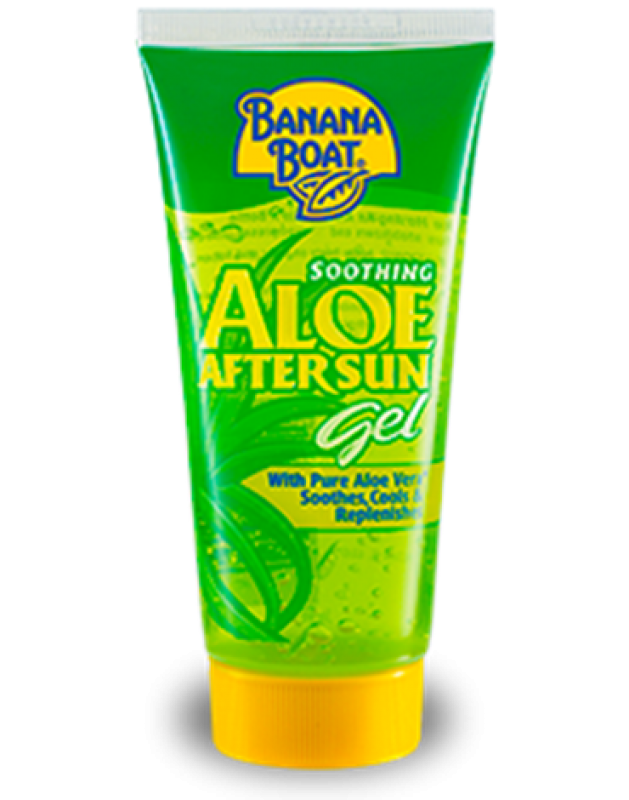 BANANA
BOAT®
SOOTHING
ALOE
AFTER SUN
Gel
With Pure Aloe Vera
Soothes, Cools &
Replenishes